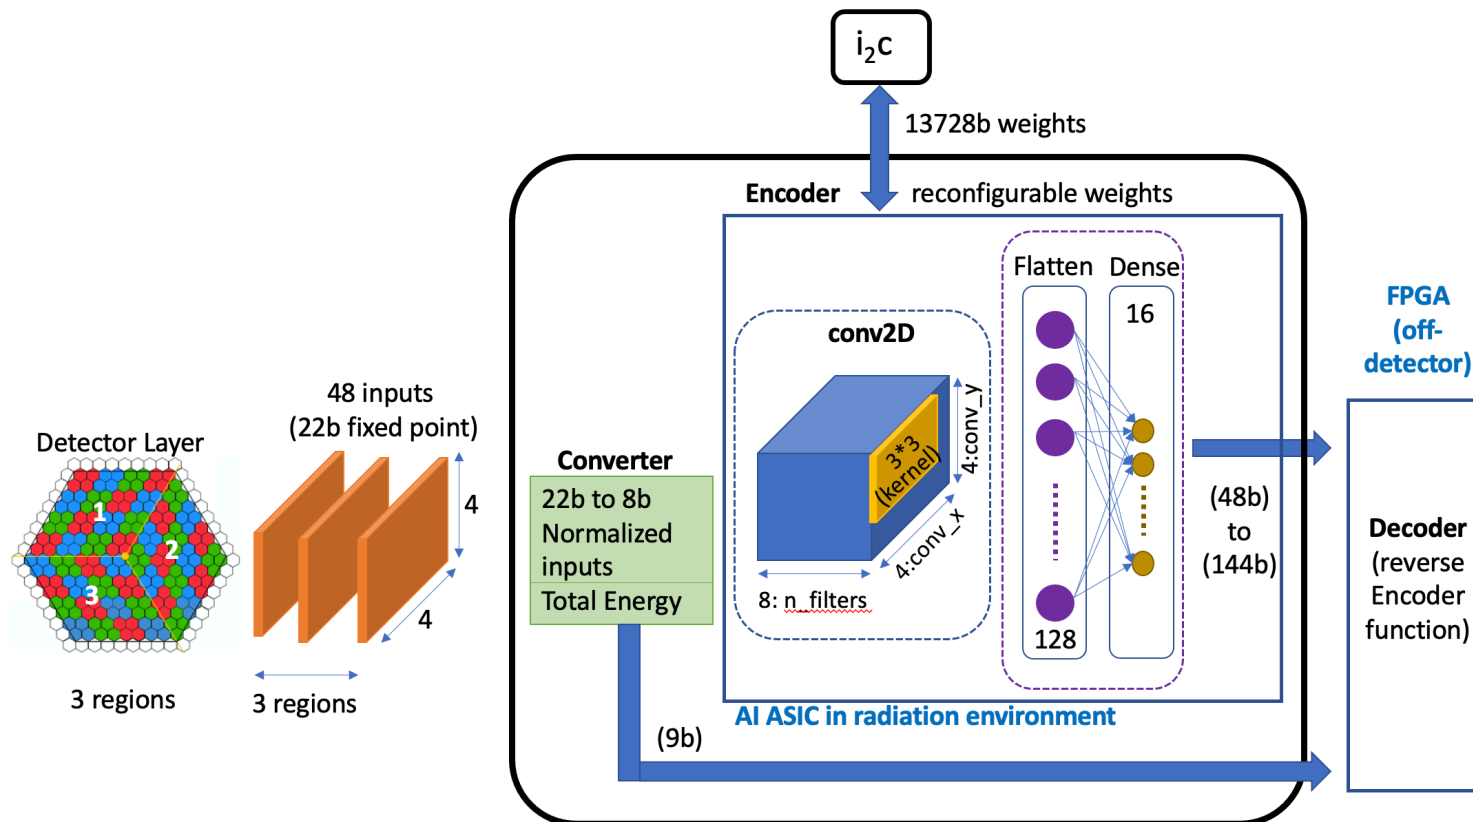 i2c
13728b weights
Encoder
reconfigurable weights
Flatten
Dense
16
128
conv2D
3*3
(kernel)
4:conv_y
4:conv_x
8: n_filters
48 inputs
(22b fixed point)
Detector Layer
1
2
3
3 regions
4
4
3 regions
Converter
22b to 8b
Normalized
inputs
Total Energy
(9b)
AI ASIC in radiation environment
(48b)
to
(144b)
FPGA
(off-
detector)
Decoder
(reverse
Encoder
function)